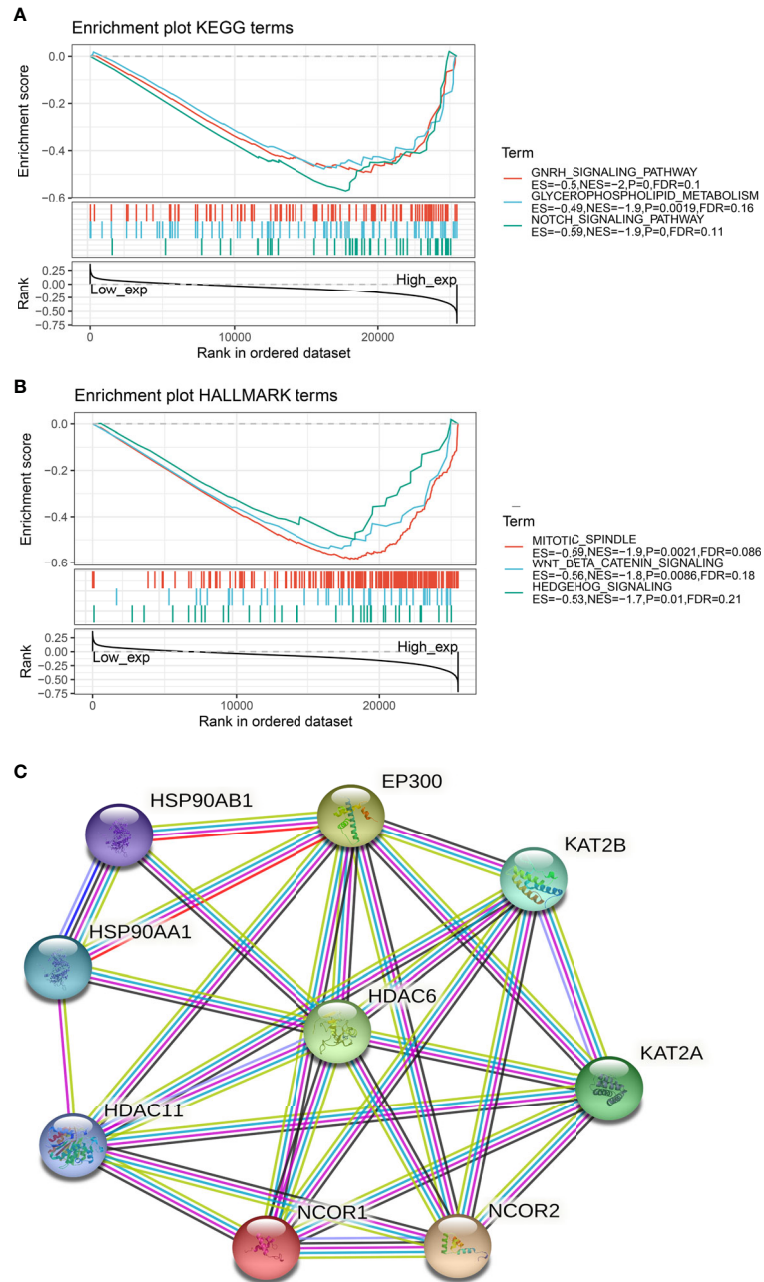 A
Enrichment plot KEGG terms
Enrichment score
0.0
−0.2
−0.4
−0.6
Term
GNRH_SIGNALING_PATHWAY
ES=−0.5,NES=−2,P=0,FDR=0.1
GLYCEROPHOSPHOLIPID_METABOLISM
ES=−0.49,NES=−1.9,P=0.0019,FDR=0.16
NOTCH_SIGNALING_PATHWAY
ES=−0.59,NES=−1.9,P=0,FDR=0.11
Rank
0.25
0.00
−0.25
−0.50
−0.75
Low_exp
High_exp
0 10000 20000
Rank in ordered dataset
B
Enrichment plot HALLMARK terms
Enrichment score
0.0
−0.2
−0.4
−0.6
Term
MITOTIC_SPINDLE
ES=−0.59,NES=−1.9,P=0.0021,FDR=0.086
WNT_BETA_CATENIN_SIGNALING
ES=−0.56,NES=−1.8,P=0.0086,FDR=0.18
HEDGEHOG_SIGNALING
ES=−0.53,NES=−1.7,P=0.01,FDR=0.21
Rank
0.25
0.00
−0.25
−0.50
−0.75
Low_exp
High_exp
0 10000 20000
Rank in ordered dataset
C
EP300
HSP90AB1
KAT2B
HSP90AA1
HDAC6
KAT2A
HDAC11
NCOR1
NCOR2